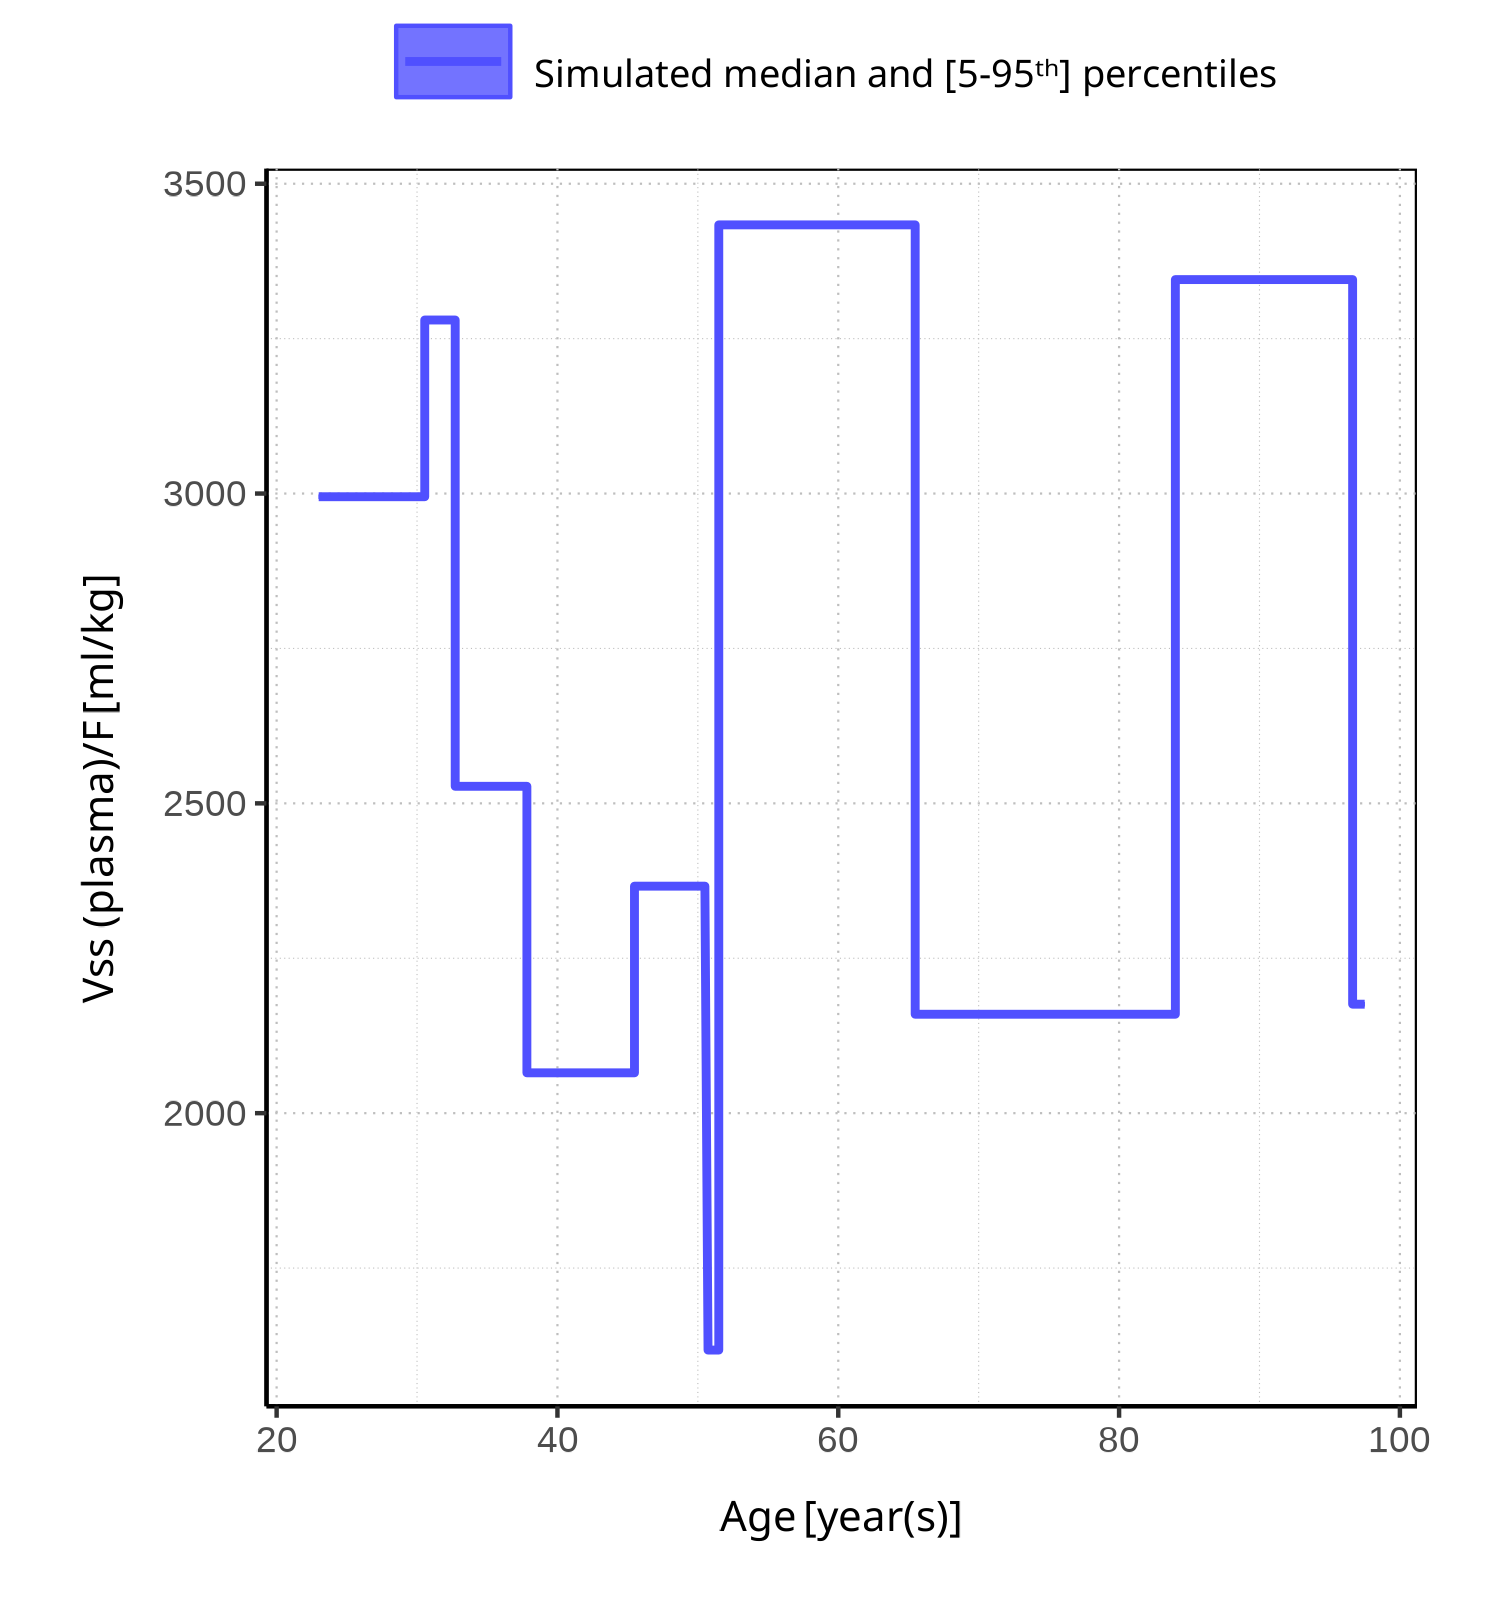 Simulated median and [5-95ᵗʰ] percentiles
3500
3000
2500
2000
Vss (plasma)/F [ml/kg]
20 40 60 80 100
Age [year(s)]